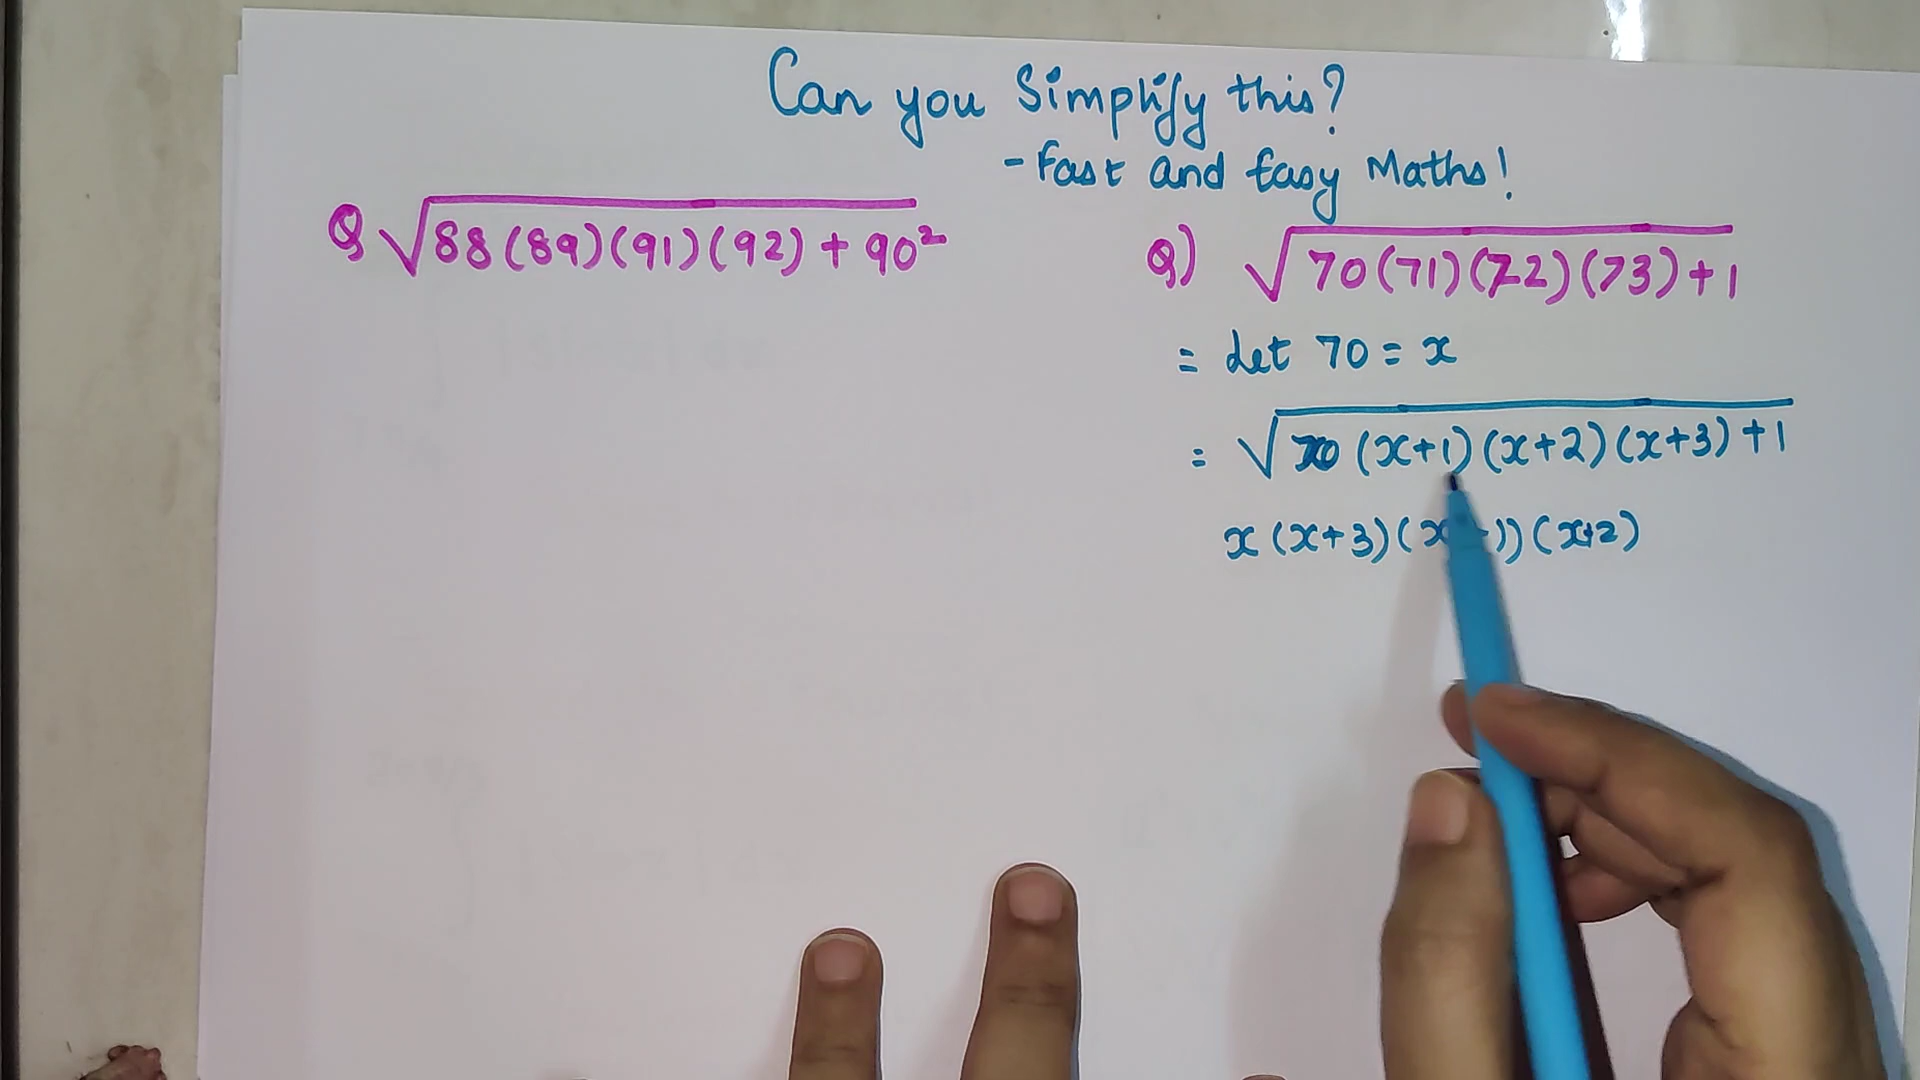 Can you Simplify this?
- Fast and Easy Maths!
Q √88(89)(91)(92) + 90²
Q) √70(71)(72)(73) + 1
= Let 70 = x
= √x(x+1)(x+2)(x+3) + 1
x(x+3)(x )(x+2)